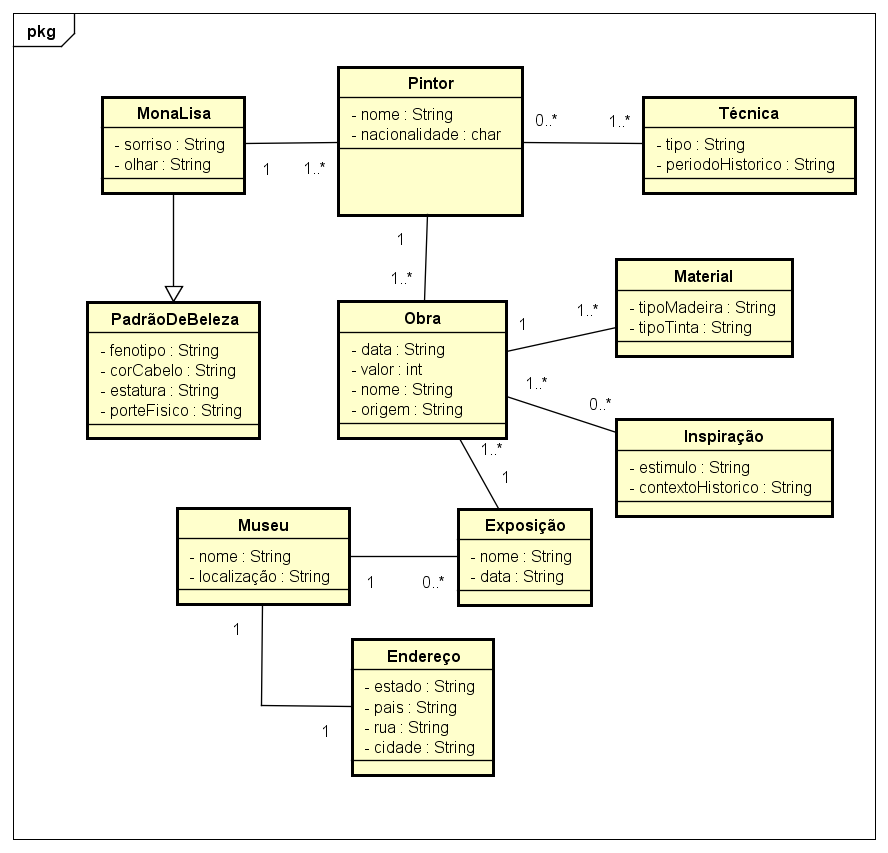 pkg
MonaLisa
- sorriso : String
- olhar : String
1
1..*
Pintor
- nome : String
- nacionalidade : char
0..*
1..*
Técnica
- tipo : String
- periodoHistorico : String
1
1..*
PadrãoDeBeleza
- fenotipo : String
- corCabelo : String
- estatura : String
- porteFisico : String
Obra
- data : String
- valor : int
- nome : String
- origem : String
1
1..*
Material
- tipoMadeira : String
- tipoTinta : String
1..*
0..*
Inspiração
- estimulo : String
- contextoHistorico : String
1..*
1
Museu
- nome : String
- localização : String
1
0..*
Exposição
- nome : String
- data : String
1
1
Endereço
- estado : String
- pais : String
- rua : String
- cidade : String